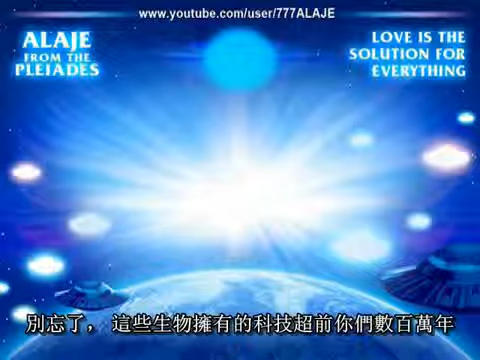 www.youtube.com/user/777ALAJE
ALAJE
FROM THE
PLEIADES
LOVE IS THE
SOLUTION FOR
EVERYTHING
別忘了， 這些生物擁有的科技超前你們數百萬年